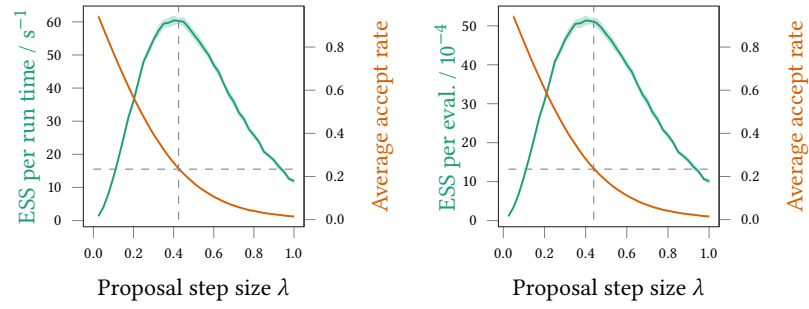 ESS per run time / s⁻¹
60
50
40
30
20
10
0
0.8
0.6
0.4
0.2
0.0
Average accept rate
0.0 0.2 0.4 0.6 0.8 1.0
Proposal step size λ
ESS per eval. / 10⁻⁴
50
40
30
20
10
0
0.8
0.6
0.4
0.2
0.0
Average accept rate
0.0 0.2 0.4 0.6 0.8 1.0
Proposal step size λ